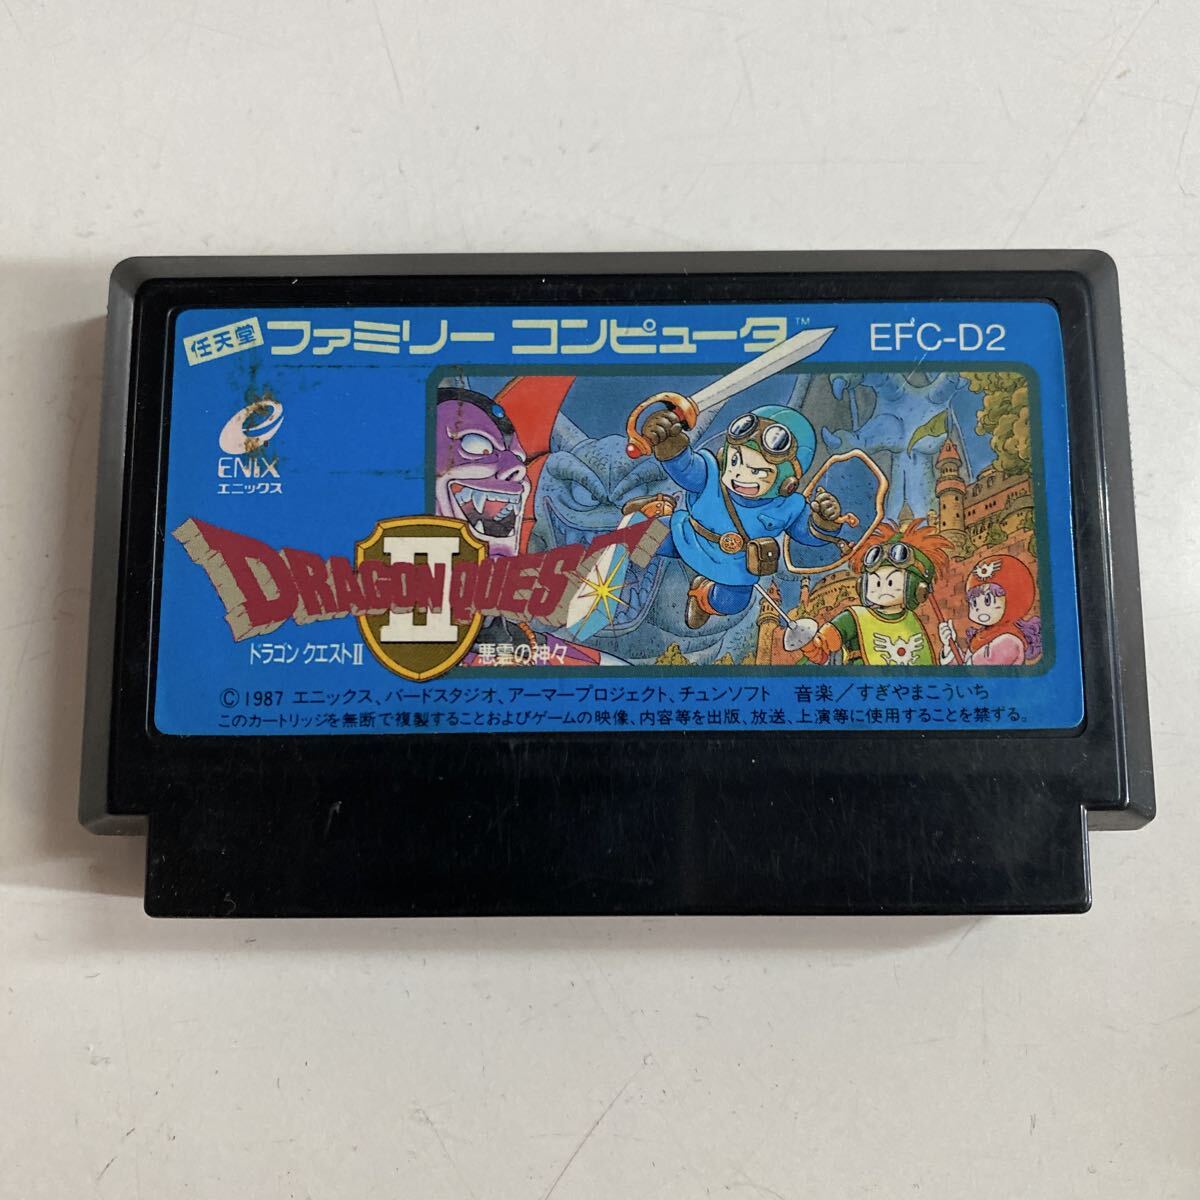 任天堂 ファミリー コンピュータ™ EFC-D2
ENIX
エニックス
DRAGON QUEST
II
ドラゴン クエストII 悪霊の神々
© 1987 エニックス、バードスタジオ、アーマープロジェクト、チュンソフト 音楽／すぎやまこういち
このカートリッジを無断で複製することおよびゲームの映像、内容等を出版、放送、上演等に使用することを禁ずる。